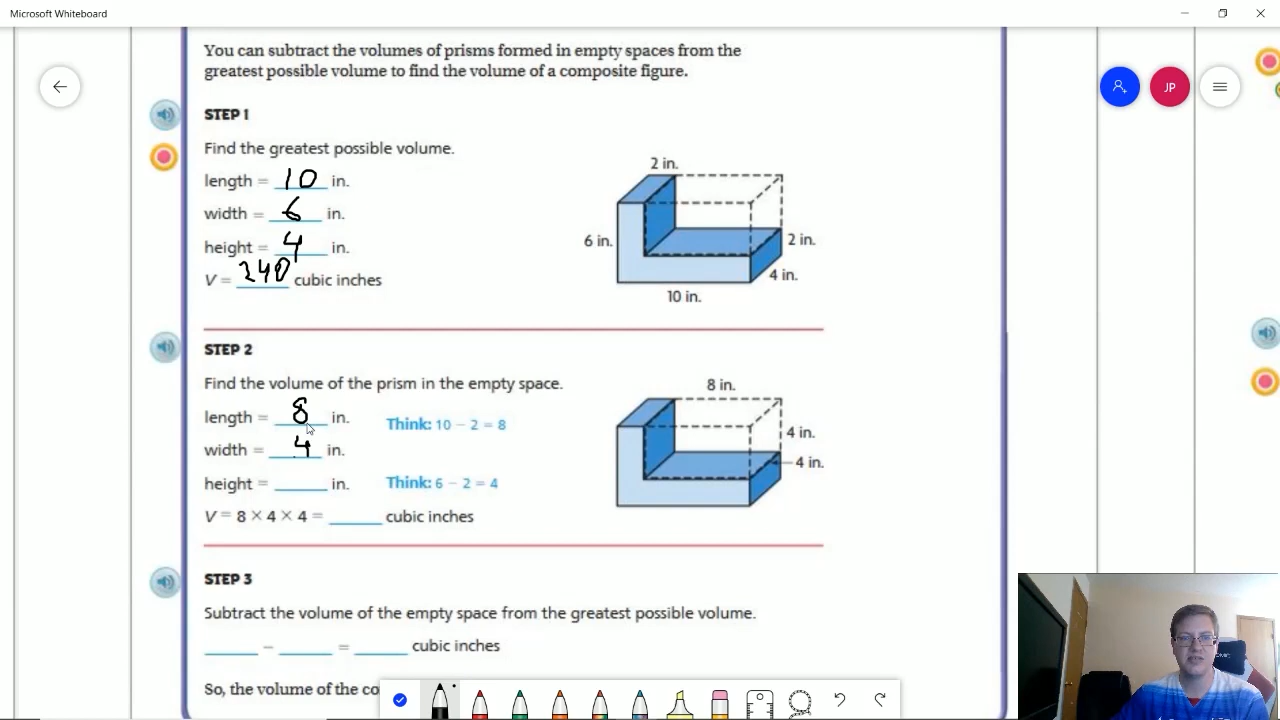 Microsoft Whiteboard
You can subtract the volumes of prisms formed in empty spaces from the
greatest possible volume to find the volume of a composite figure.
JP
STEP 1
Find the greatest possible volume.
length = 10 in.
width = 6 in.
height = 4 in.
V = 240 cubic inches
2 in.
6 in.
2 in.
4 in.
10 in.
STEP 2
Find the volume of the prism in the empty space.
length = 8 in. Think: 10 − 2 = 8
width = 4 in.
height = in. Think: 6 − 2 = 4
V = 8 × 4 × 4 = cubic inches
8 in.
4 in.
4 in.
STEP 3
Subtract the volume of the empty space from the greatest possible volume.
− = cubic inches
So, the volume of the co